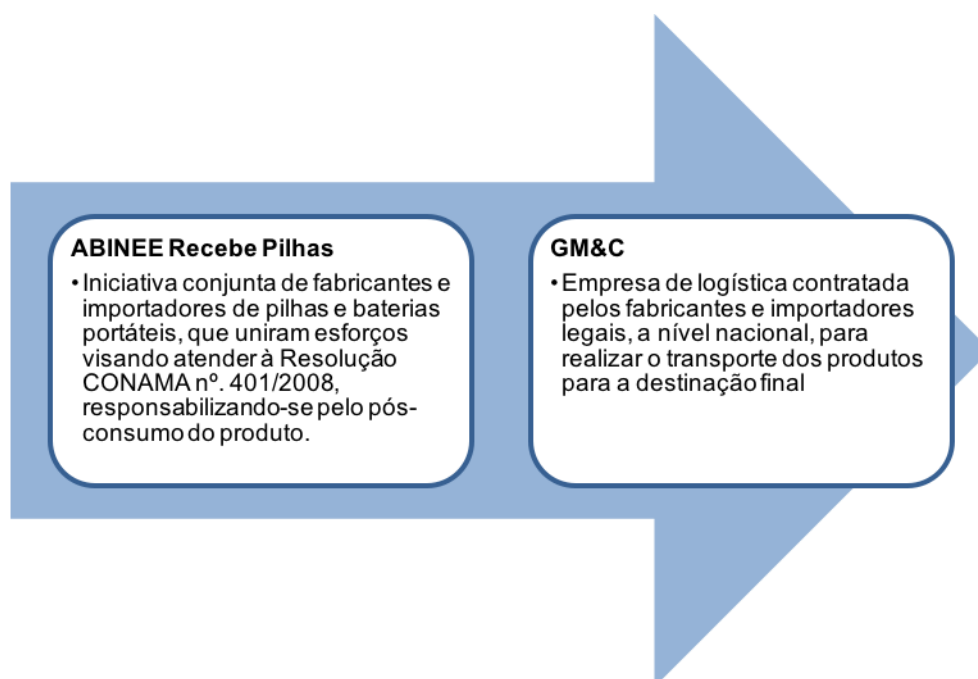 ABINEE Recebe Pilhas
• Iniciativa conjunta de fabricantes e
importadores de pilhas e baterias
portáteis, que uniram esforços
visando atender à Resolução
CONAMA nº. 401/2008,
responsabilizando-se pelo pós-
consumo do produto.
GM&C
• Empresa de logística contratada
pelos fabricantes e importadores
legais, a nível nacional, para
realizar o transporte dos produtos
para a destinação final